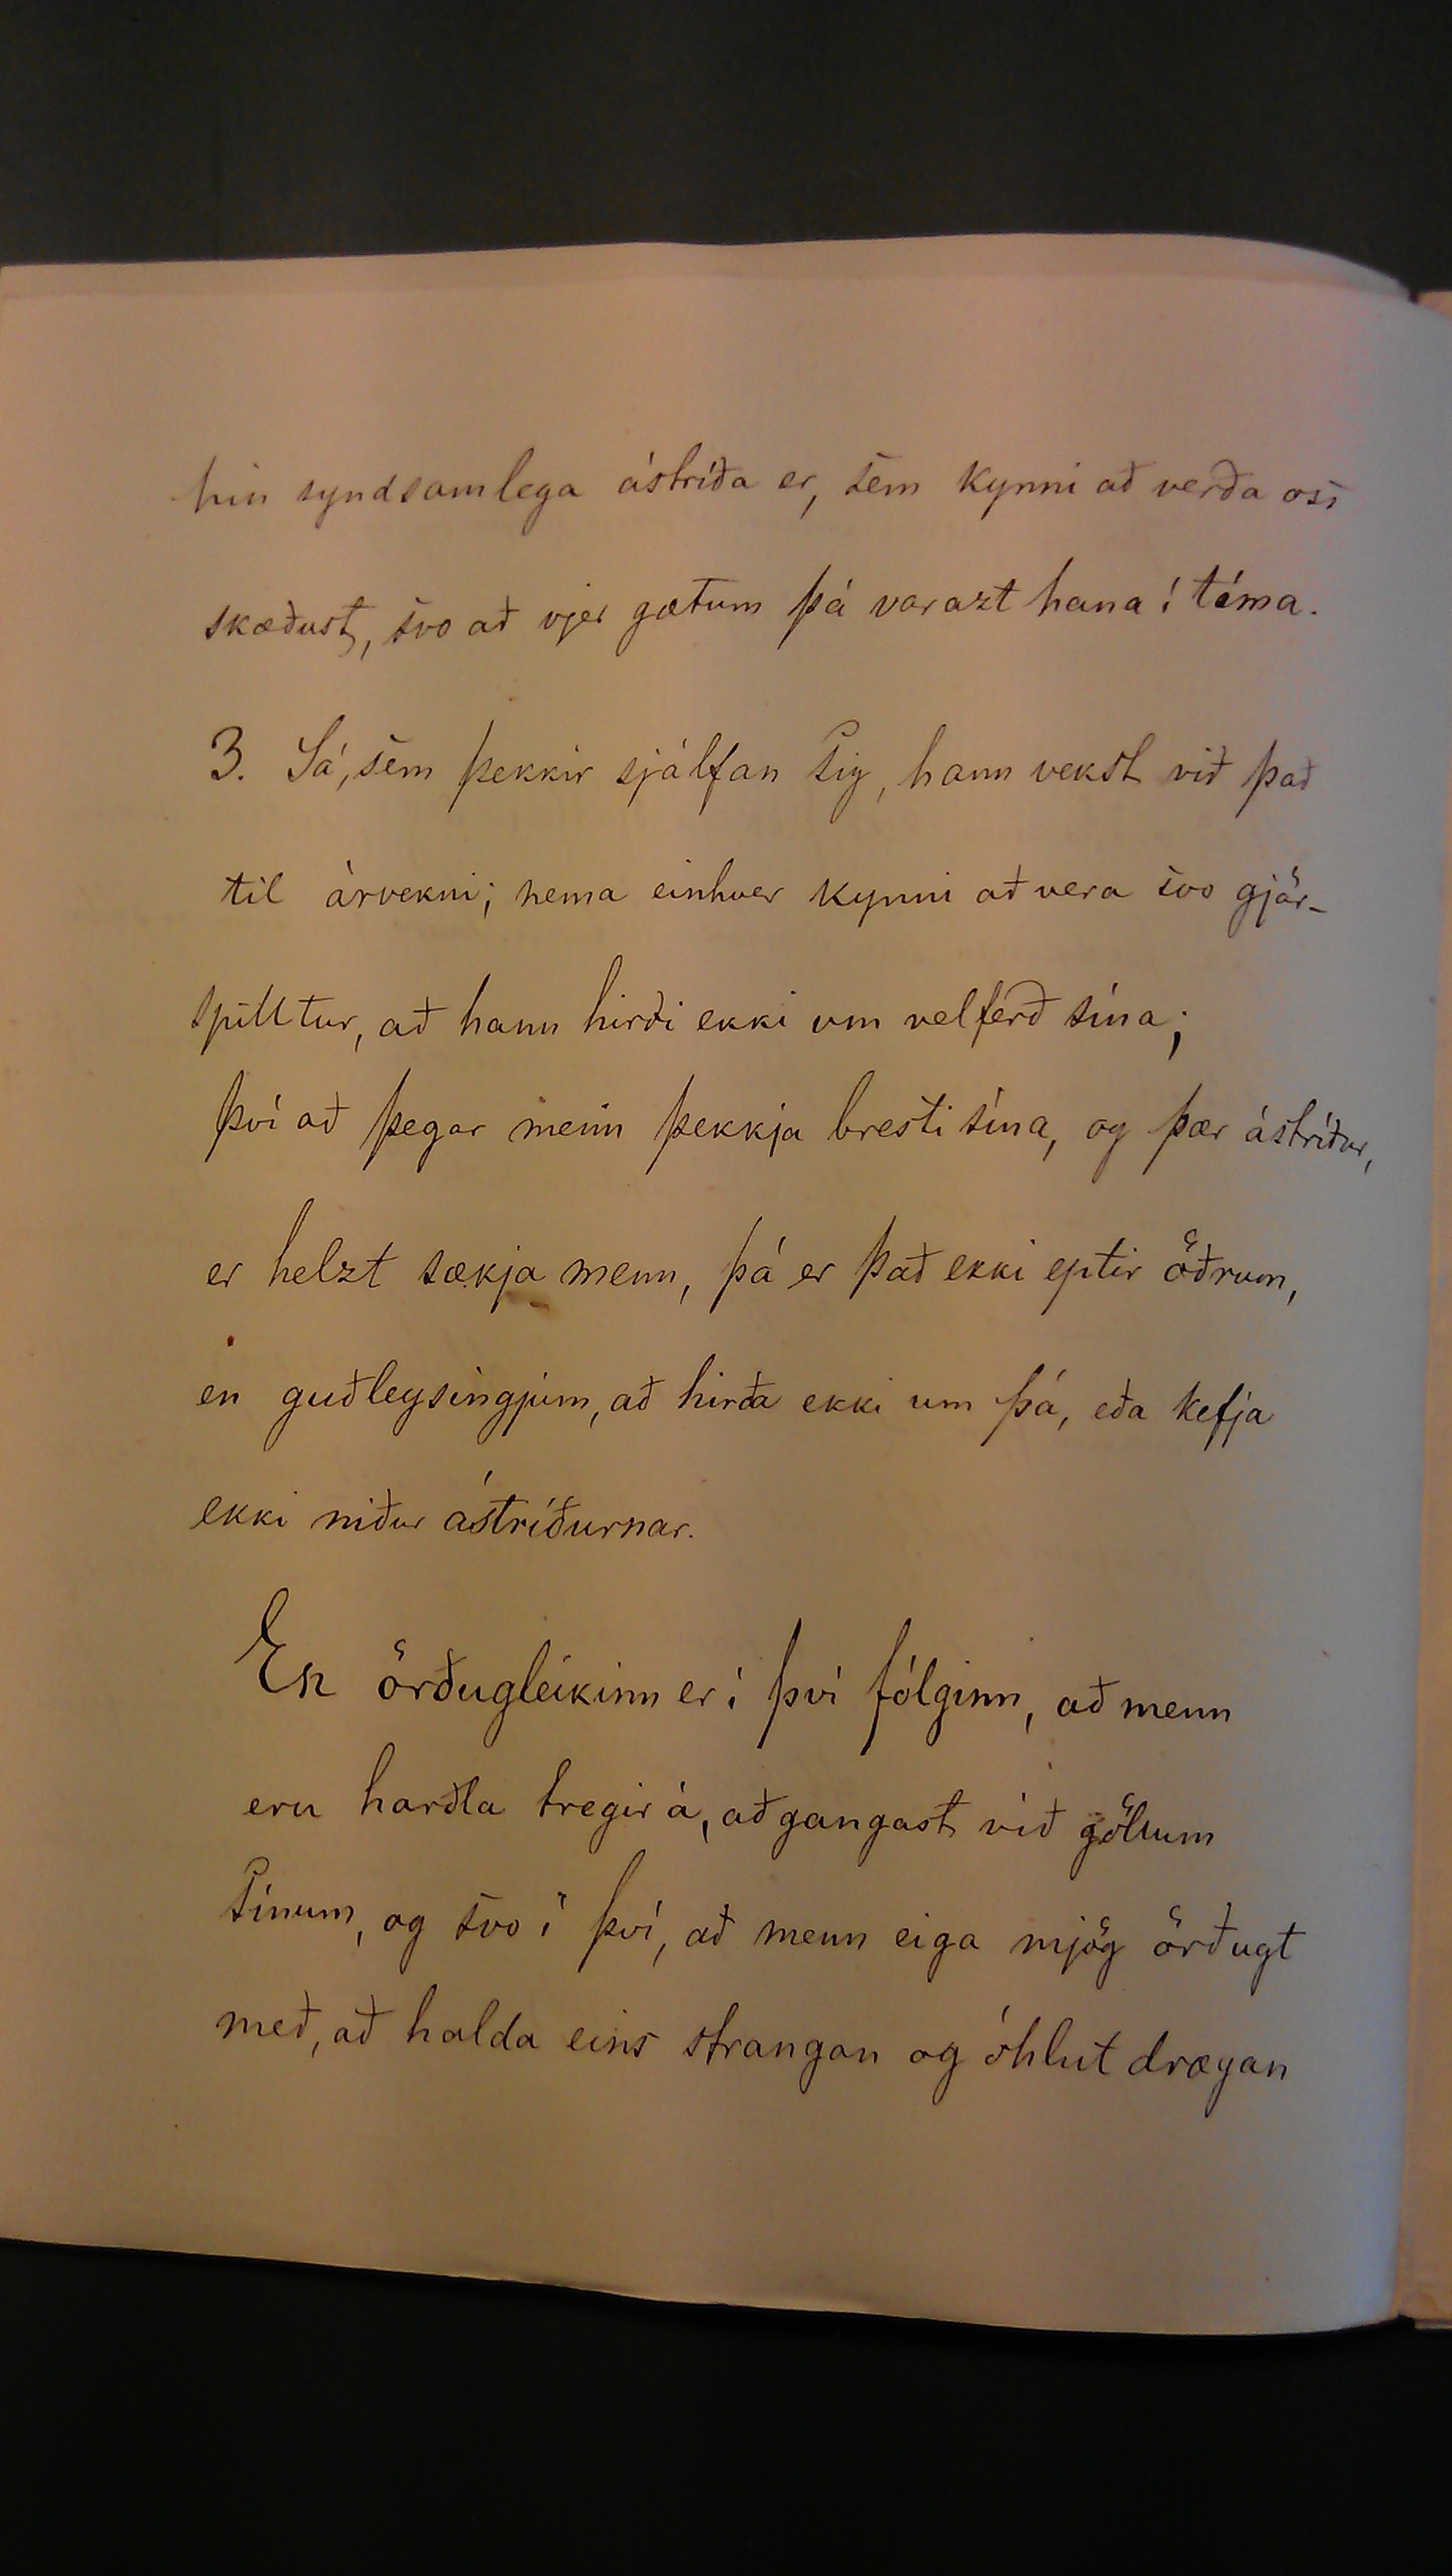 hin syndsamlega ástríða er, sem kynni að verða oss
skæðust, svo að vjer gætum þá varazt hana í tíma.
3. Sá, sem þekkir sjálfan sig, hann vekst við það
til árvekni; nema einhver kynni að vera svo gjör-
spilltur, að hann hirði ekki um velferð sína;
því að þegar menn þekkja bresti sína, og þær ástríður,
er helzt sækja menn, þá er það ekki eptir öðrum,
en guðleysingjum, að hirða ekki um þá, eða kefja
ekki niður ástríðurnar.
En örðugleikinn er í því fólginn, að menn
eru harðla tregir á, að gangast við göllum
sínum, og svo í því, að menn eiga mjög örðugt
með, að halda eins strangan og óhlutdrægan